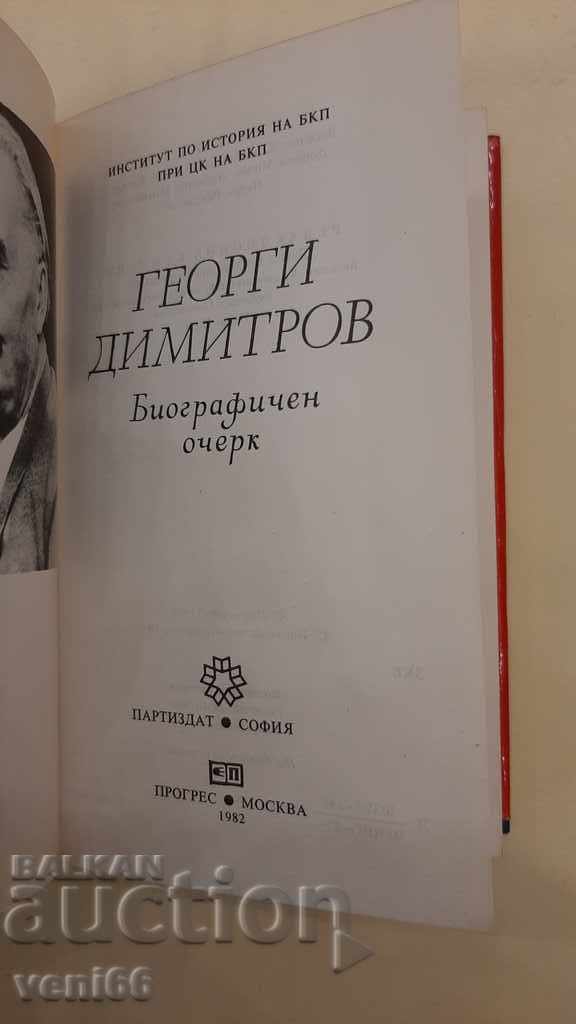 ИНСТИТУТ ПО ИСТОРИЯ НА БКП
ПРИ ЦК НА БКП
ГЕОРГИ
ДИМИТРОВ
Биографичен
очерк
ПАРТИЗДАТ ● СОФИЯ
ПРОГРЕС ● МОСКВА
1982
BALKAN
auction
veni66